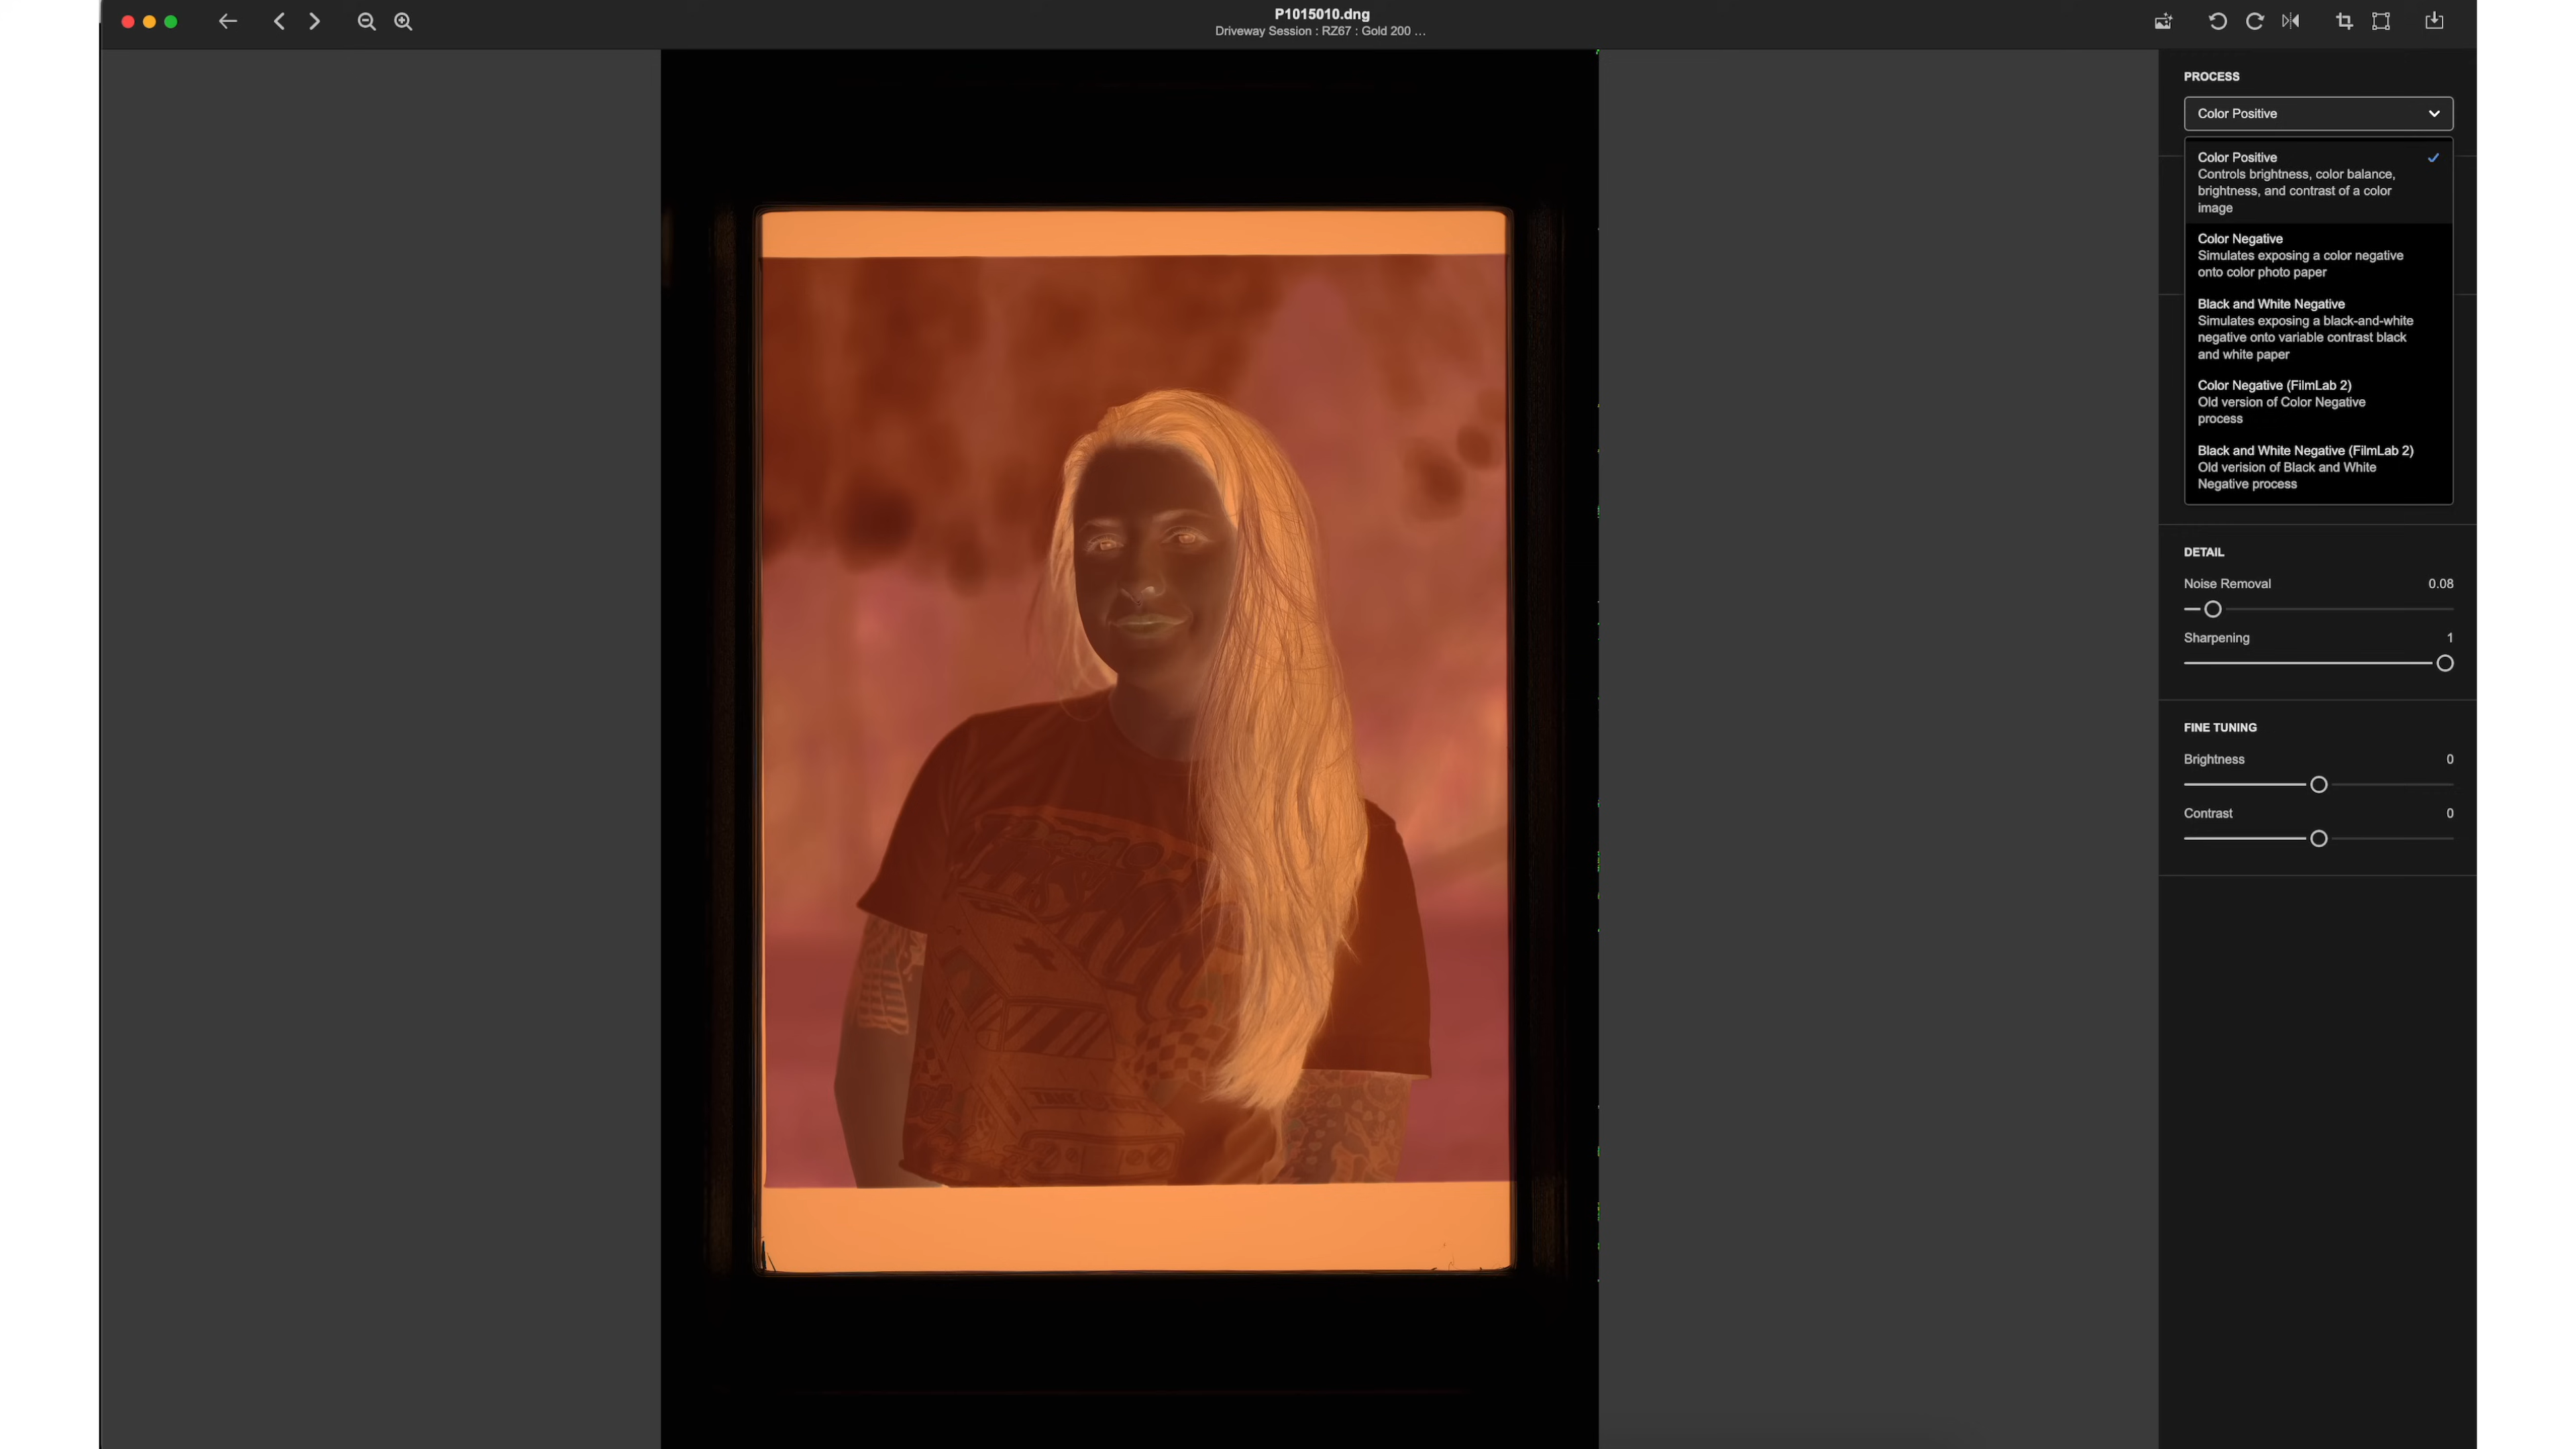 P1015010.dng
Driveway Session : RZ67 : Gold 200 ...
PROCESS
Color Positive
Color Positive
Controls brightness, color balance,
brightness, and contrast of a color
image
Color Negative
Simulates exposing a color negative
onto color photo paper
Black and White Negative
Simulates exposing a black-and-white
negative onto variable contrast black
and white paper
Color Negative (FilmLab 2)
Old version of Color Negative
process
Black and White Negative (FilmLab 2)
Old verision of Black and White
Negative process
DETAIL
Noise Removal 0.08
Sharpening 1
FINE TUNING
Brightness 0
Contrast 0